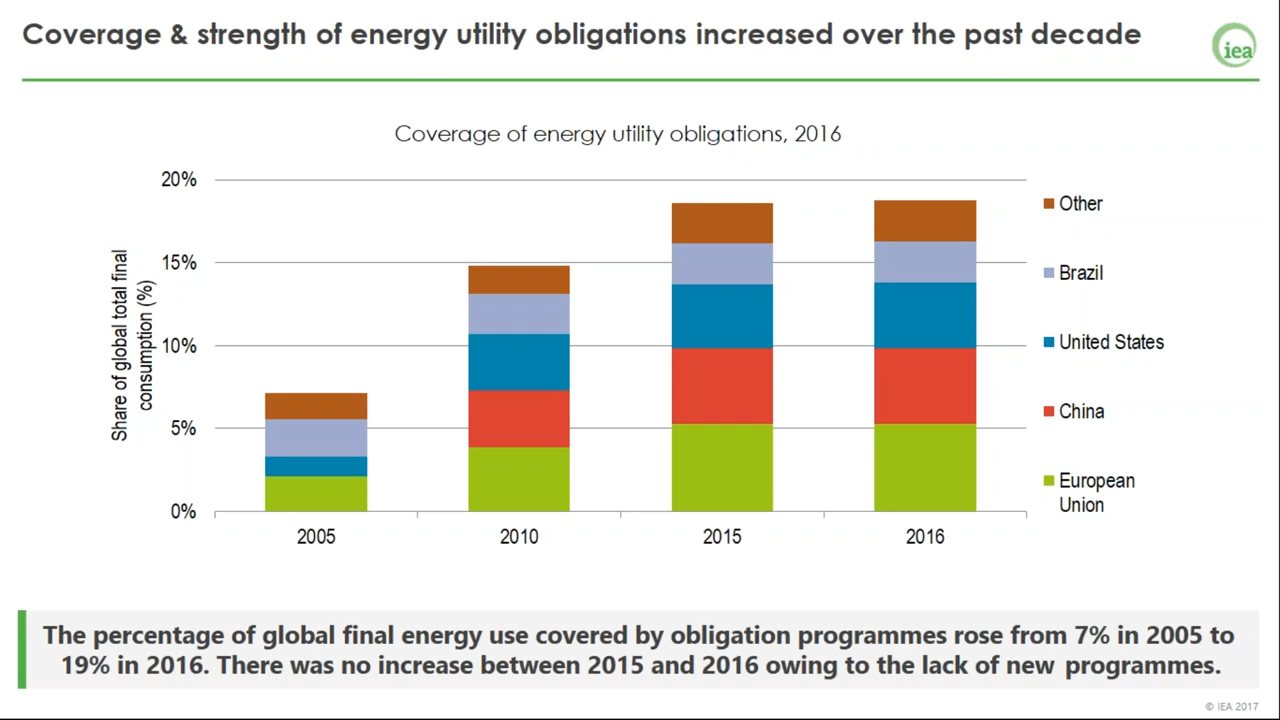 Coverage & strength of energy utility obligations increased over the past decade
iea
Coverage of energy utility obligations, 2016
Share of global total final
consumption (%)
20%
15%
10%
5%
0%
2005
2010
2015
2016
Other
Brazil
United States
China
European
Union
The percentage of global final energy use covered by obligation programmes rose from 7% in 2005 to
19% in 2016. There was no increase between 2015 and 2016 owing to the lack of new programmes.
© IEA 2017